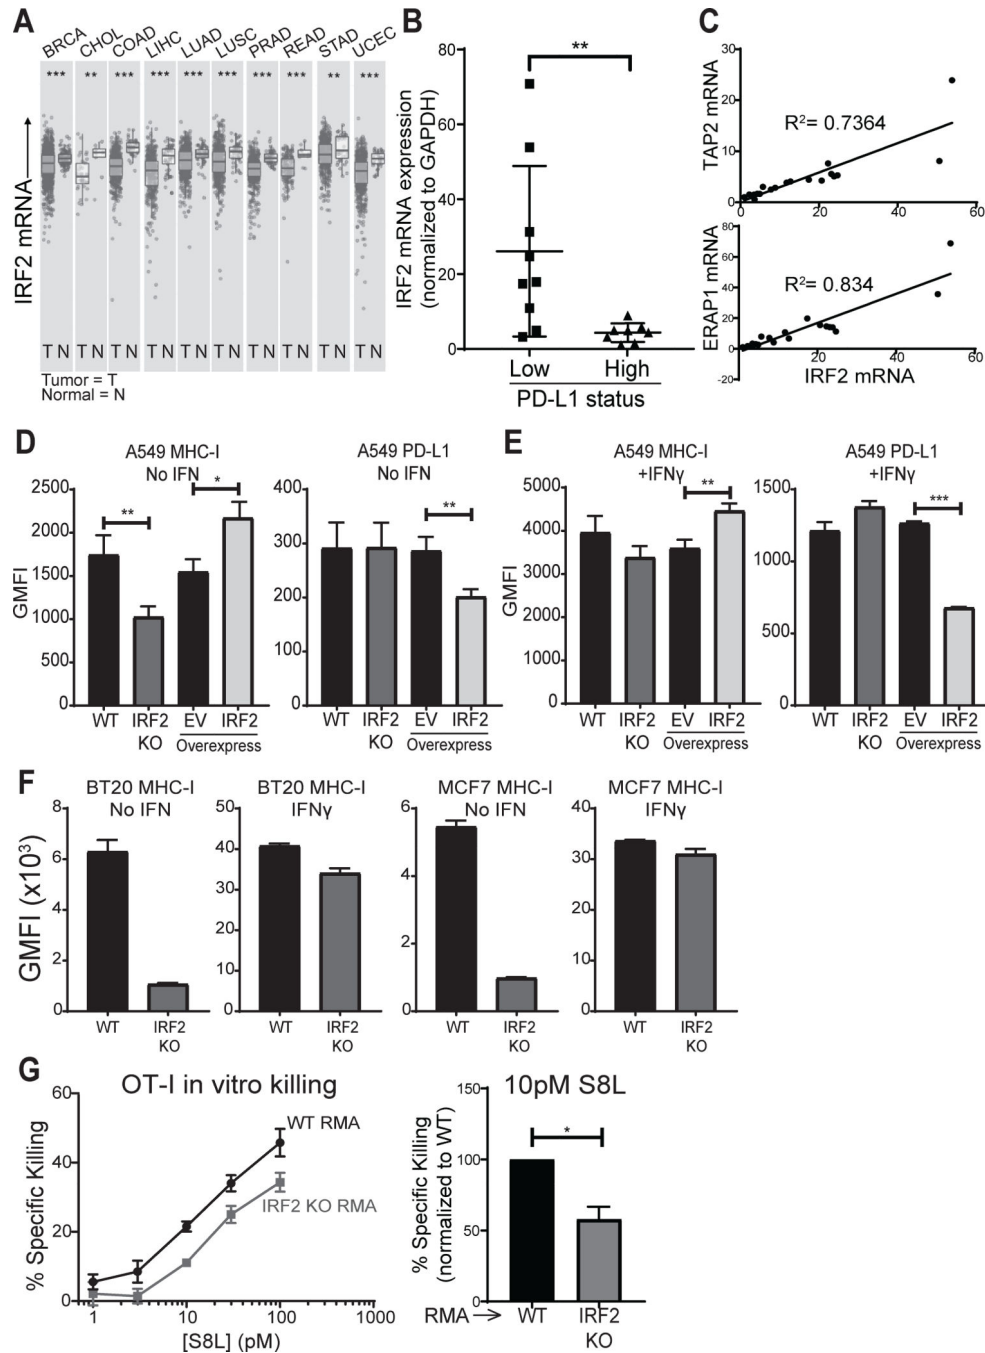 A
BRCA CHOL COAD LIHC LUAD LUSC PRAD READ STAD UCEC
*** ** *** *** *** *** *** *** ** ***
IRF2 mRNA
T N T N T N T N T N T N T N T N T N T N
Tumor = T
Normal = N
B
**
IRF2 mRNA expression
(normalized to GAPDH)
80
60
40
20
0
Low High
PD-L1 status
C
TAP2 mRNA
30
20
10
0
R²= 0.7364
0 20 40 60
ERAP1 mRNA
80
60
40
20
0
-20
R²= 0.834
0 20 40 60
IRF2 mRNA
D
A549 MHC-I
No IFN
GMFI
2500
2000
1500
1000
500
0
** *
WT IRF2 EV IRF2
KO Overexpress
A549 PD-L1
No IFN
400
300
200
100
0
**
WT IRF2 EV IRF2
KO Overexpress
E
A549 MHC-I
+IFNγ
GMFI
5000
4000
3000
2000
1000
0
**
WT IRF2 EV IRF2
KO Overexpress
A549 PD-L1
+IFNγ
1500
1000
500
0
***
WT IRF2 EV IRF2
KO Overexpress
F
GMFI (x10³)
BT20 MHC-I
No IFN
8
6
4
2
0
WT IRF2
KO
BT20 MHC-I
IFNγ
50
40
30
20
10
0
WT IRF2
KO
MCF7 MHC-I
No IFN
6
4
2
0
WT IRF2
KO
MCF7 MHC-I
IFNγ
40
30
20
10
0
WT IRF2
KO
G
OT-I in vitro killing
% Specific Killing
60
40
20
0
WT RMA
IRF2 KO RMA
1 10 100 1000
[S8L] (pM)
10pM S8L
% Specific Killing
(normalized to WT)
150
100
50
0
*
RMA → WT IRF2
KO